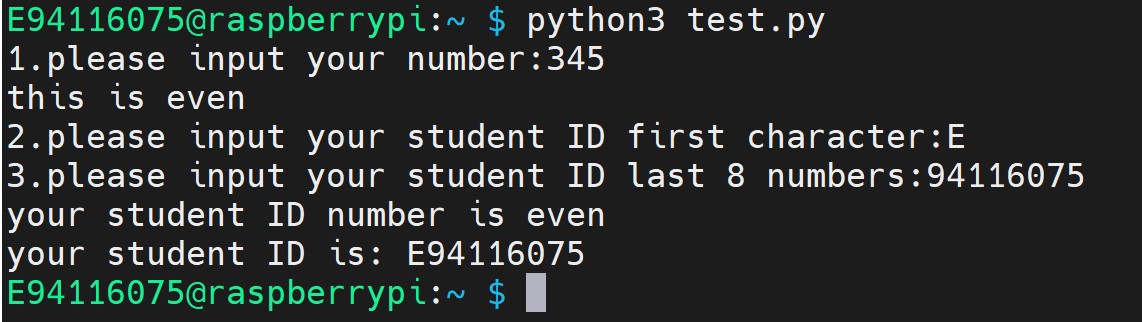 E94116075@raspberrypi:~ $ python3 test.py
1.please input your number:345
this is even
2.please input your student ID first character:E
3.please input your student ID last 8 numbers:94116075
your student ID number is even
your student ID is: E94116075
E94116075@raspberrypi:~ $